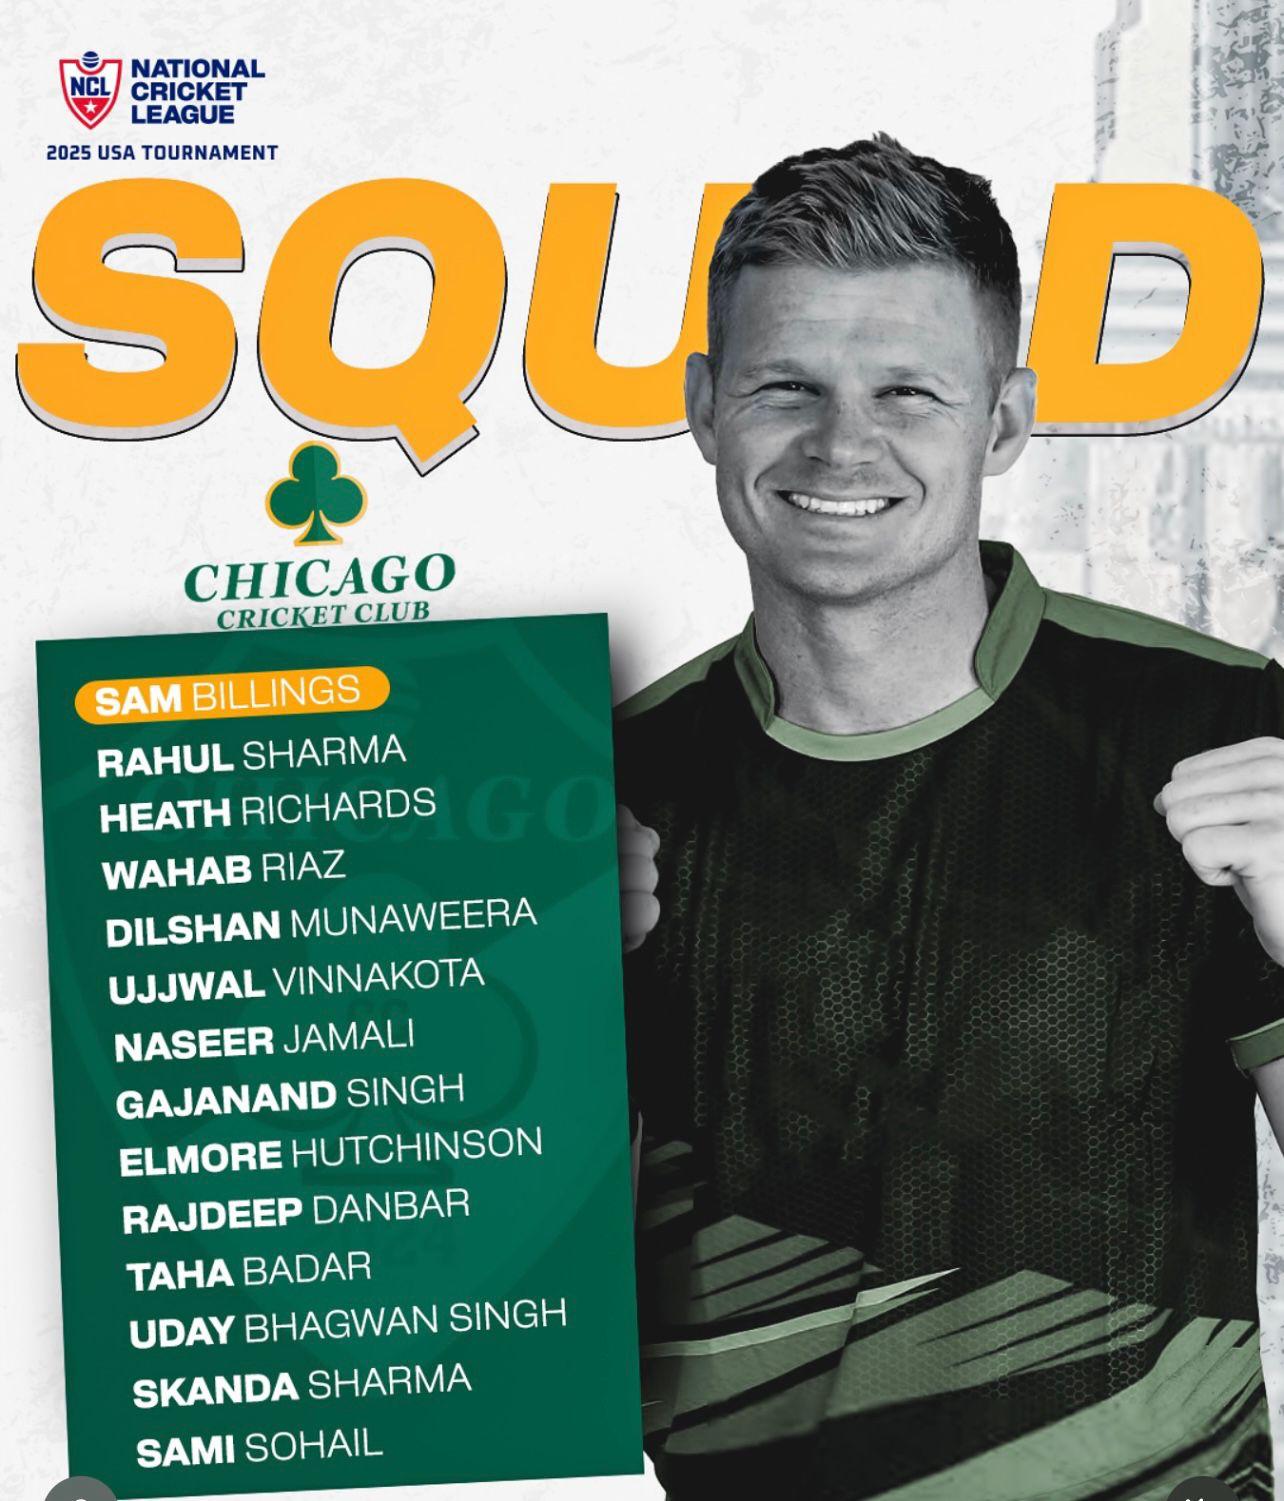 NCL
NATIONAL
CRICKET
LEAGUE
2025 USA TOURNAMENT
SQU D
CHICAGO
CRICKET CLUB
SAM BILLINGS
RAHUL SHARMA
HEATH RICHARDS
WAHAB RIAZ
DILSHAN MUNAWEERA
UJJWAL VINNAKOTA
NASEER JAMALI
GAJANAND SINGH
ELMORE HUTCHINSON
RAJDEEP DANBAR
TAHA BADAR
UDAY BHAGWAN SINGH
SKANDA SHARMA
SAMI SOHAIL
CHICAGO